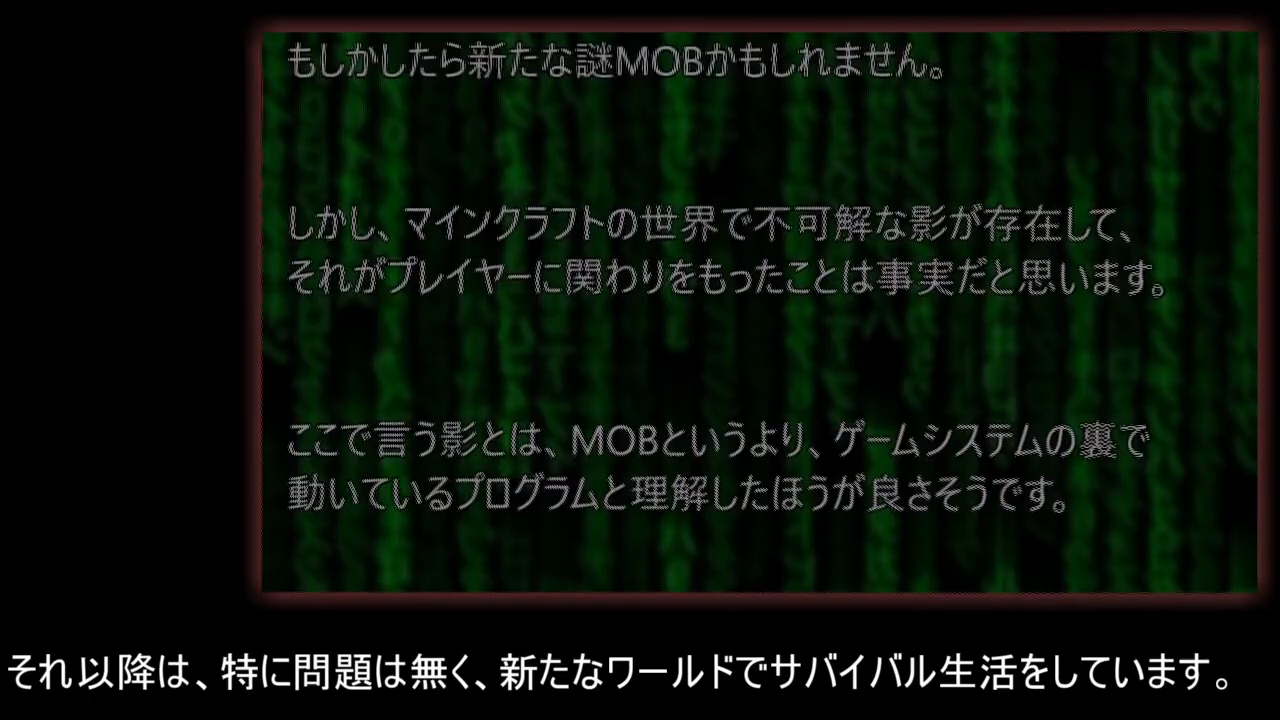 もしかしたら新たな謎MOBかもしれません。
しかし、マインクラフトの世界で不可解な影が存在して、
それがプレイヤーに関わりをもったことは事実だと思います。
ここで言う影とは、MOBというより、ゲームシステムの裏で
動いているプログラムと理解したほうが良さそうです。
それ以降は、特に問題は無く、新たなワールドでサバイバル生活をしています。